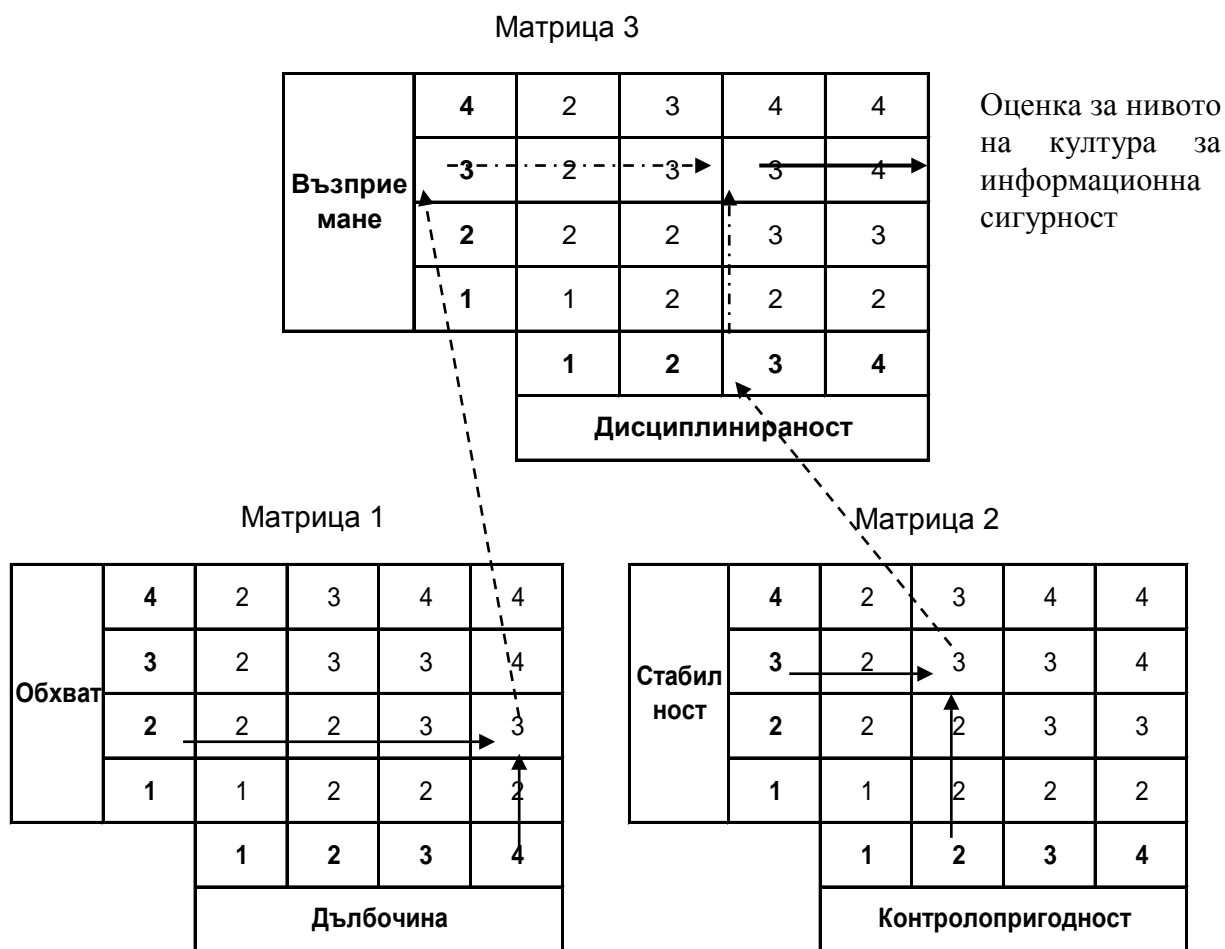 Матрица 3
4 2 3 4 4
Оценка за нивото
на култура за
информационна
сигурност
Възприе
мане
3 2 3 3 4
2 2 2 3 3
1 1 2 2 2
1 2 3 4
Дисциплинираност
Матрица 1
4 2 3 4 4
3 2 3 3 4
Обхват
2 2 2 3 3
1 1 2 2 2
1 2 3 4
Дълбочина
Матрица 2
4 2 3 4 4
3 2 3 3 4
Стабил
ност
2 2 2 3 3
1 1 2 2 2
1 2 3 4
Контролопригодност